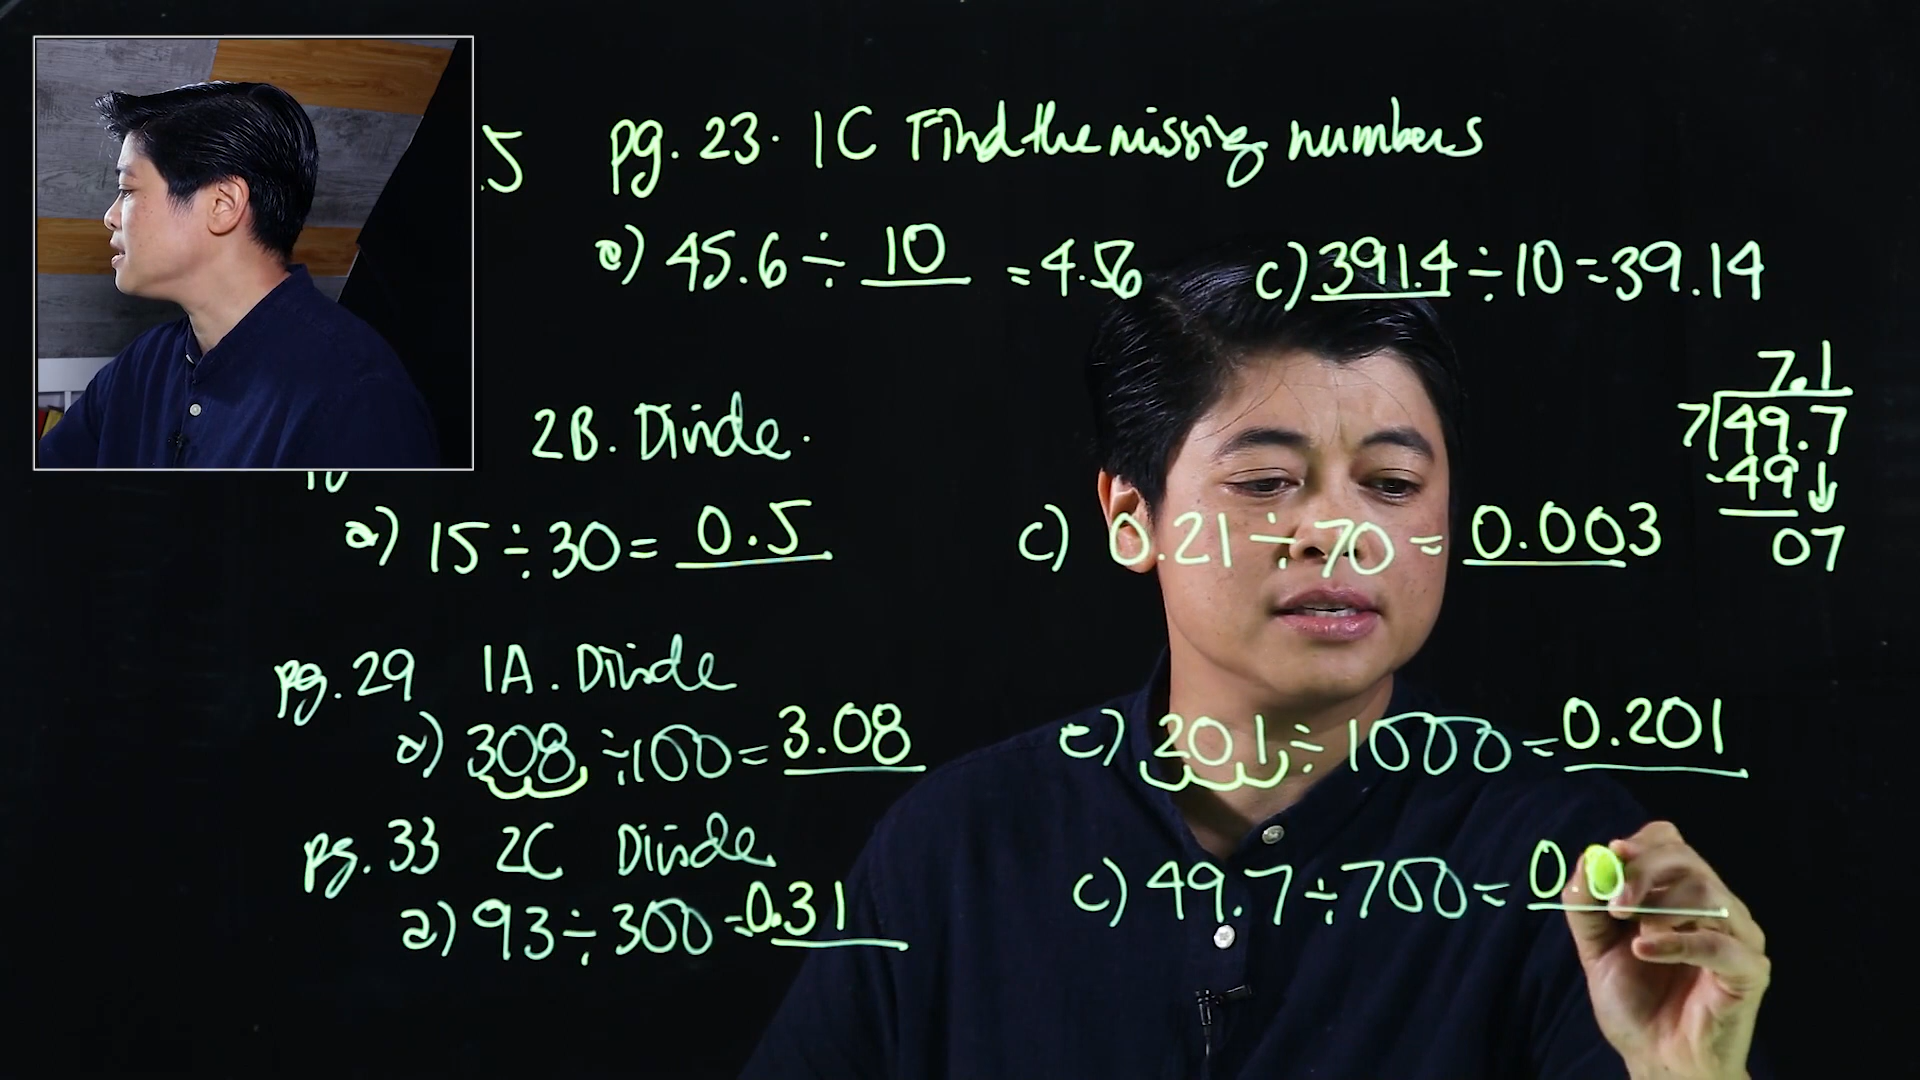 .5 pg. 23. 1C Find the missing numbers
e) 45.6 ÷ 10 = 4.56 c) 391.4 ÷ 10 = 39.14
7.1
2B. Divide.
7 49.7
-49↓
a) 15 ÷ 30 = 0.5 c) 0.21 ÷ 70 = 0.003
07
pg. 29 1A. Divide
a) 308 ÷ 100 = 3.08 e) 201 ÷ 1000 = 0.201
pg. 33 2C Divide
a) 93 ÷ 300 = 0.31 c) 49.7 ÷ 700 = 0.0